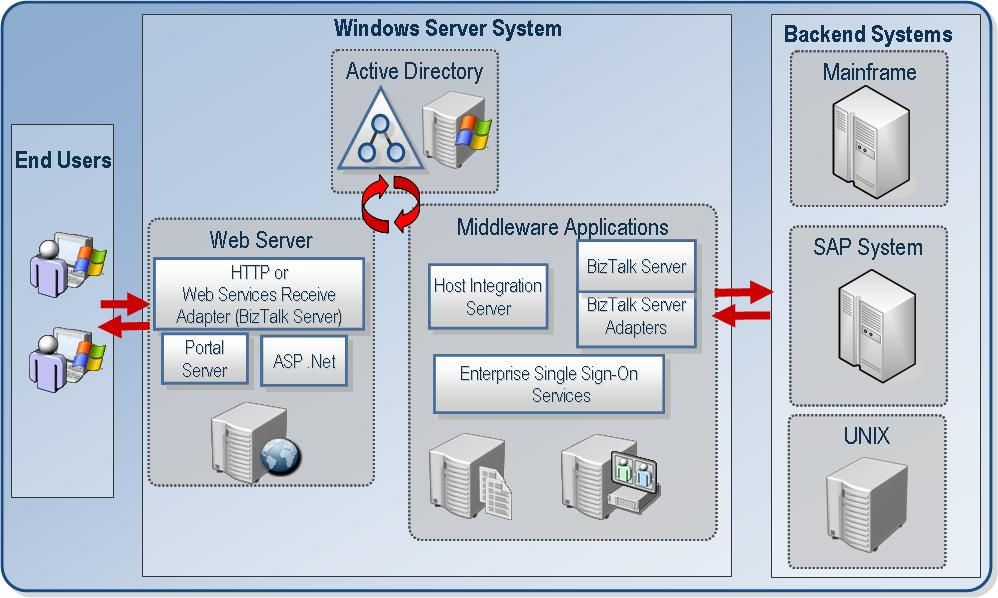 Windows Server System
Backend Systems
Active Directory
Mainframe
End Users
Web Server
HTTP or
Web Services Receive
Adapter (BizTalk Server)
Portal
Server
ASP .Net
Middleware Applications
Host Integration
Server
BizTalk Server
BizTalk Server
Adapters
Enterprise Single Sign-On
Services
SAP System
UNIX